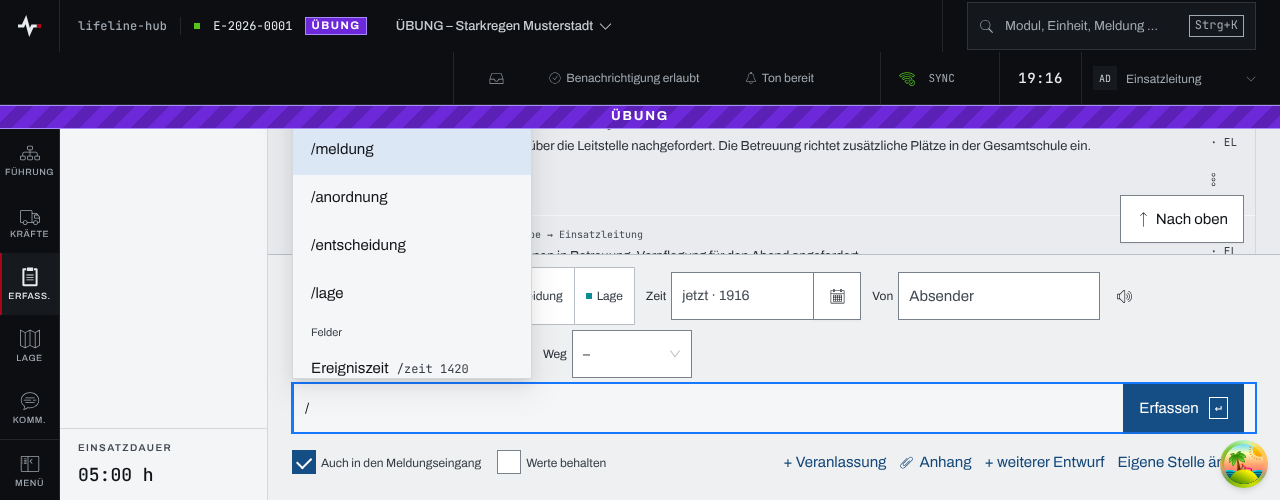 lifeline-hub E-2026-0001 ÜBUNG ÜBUNG – Starkregen Musterstadt
Modul, Einheit, Meldung ... Strg+K
Benachrichtigung erlaubt Ton bereit SYNC 19:16 AD Einsatzleitung
ÜBUNG
FÜHRUNG
KRÄFTE
ERFASS.
LAGE
KOMM.
MENÜ
EINSATZDAUER
05:00 h
über die Leitstelle nachgefordert. Die Betreuung richtet zusätzliche Plätze in der Gesamtschule ein.
· EL
→ Einsatzleitung
· EL
Nach oben
/meldung
/anordnung
/entscheidung
/lage
Felder
Ereigniszeit /zeit 1420
Lage Zeit jetzt · 1916 Von Absender
Weg –
/
Erfassen
Auch in den Meldungseingang Werte behalten
+ Veranlassung Anhang + weiterer Entwurf Eigene Stelle